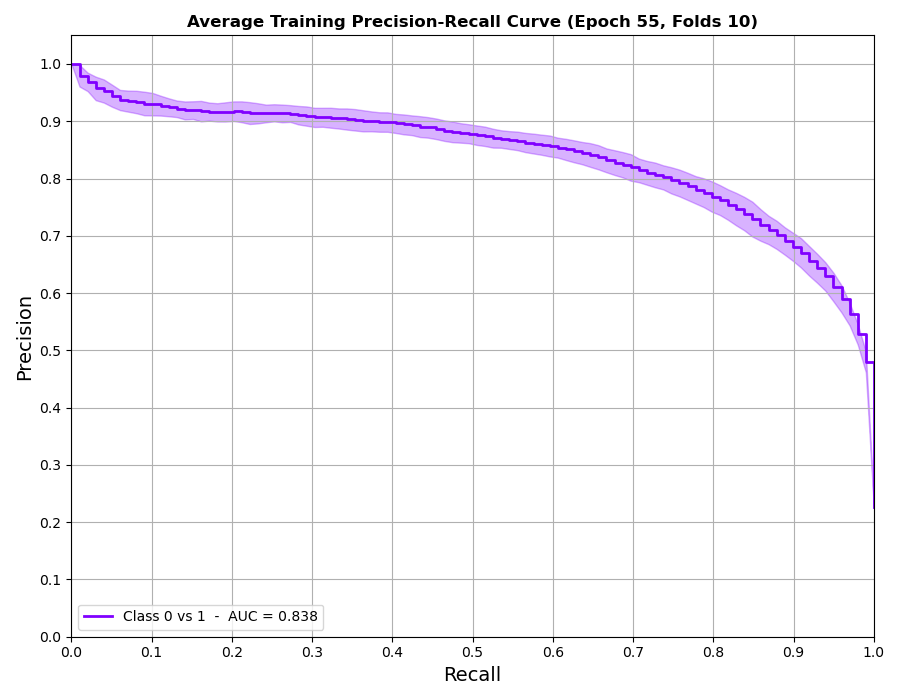 Average Training Precision-Recall Curve (Epoch 55, Folds 10)
Precision
1.0
0.9
0.8
0.7
0.6
0.5
0.4
0.3
0.2
0.1
0.0
Class 0 vs 1 - AUC = 0.838
0.0 0.1 0.2 0.3 0.4 0.5 0.6 0.7 0.8 0.9 1.0
Recall